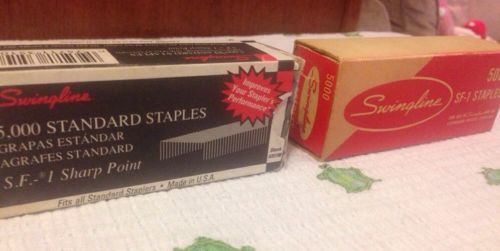 Swingline
5.000 STANDARD STAPLES
GRAPAS ESTÁNDAR
AGRAFES STANDARD
S.F.-®1 Sharp Point
Fits all Standard Staplers • Made in U.S.A.
Improves
Your Stapler's
Performance
5000
Swingline
SF-1 STAPLE